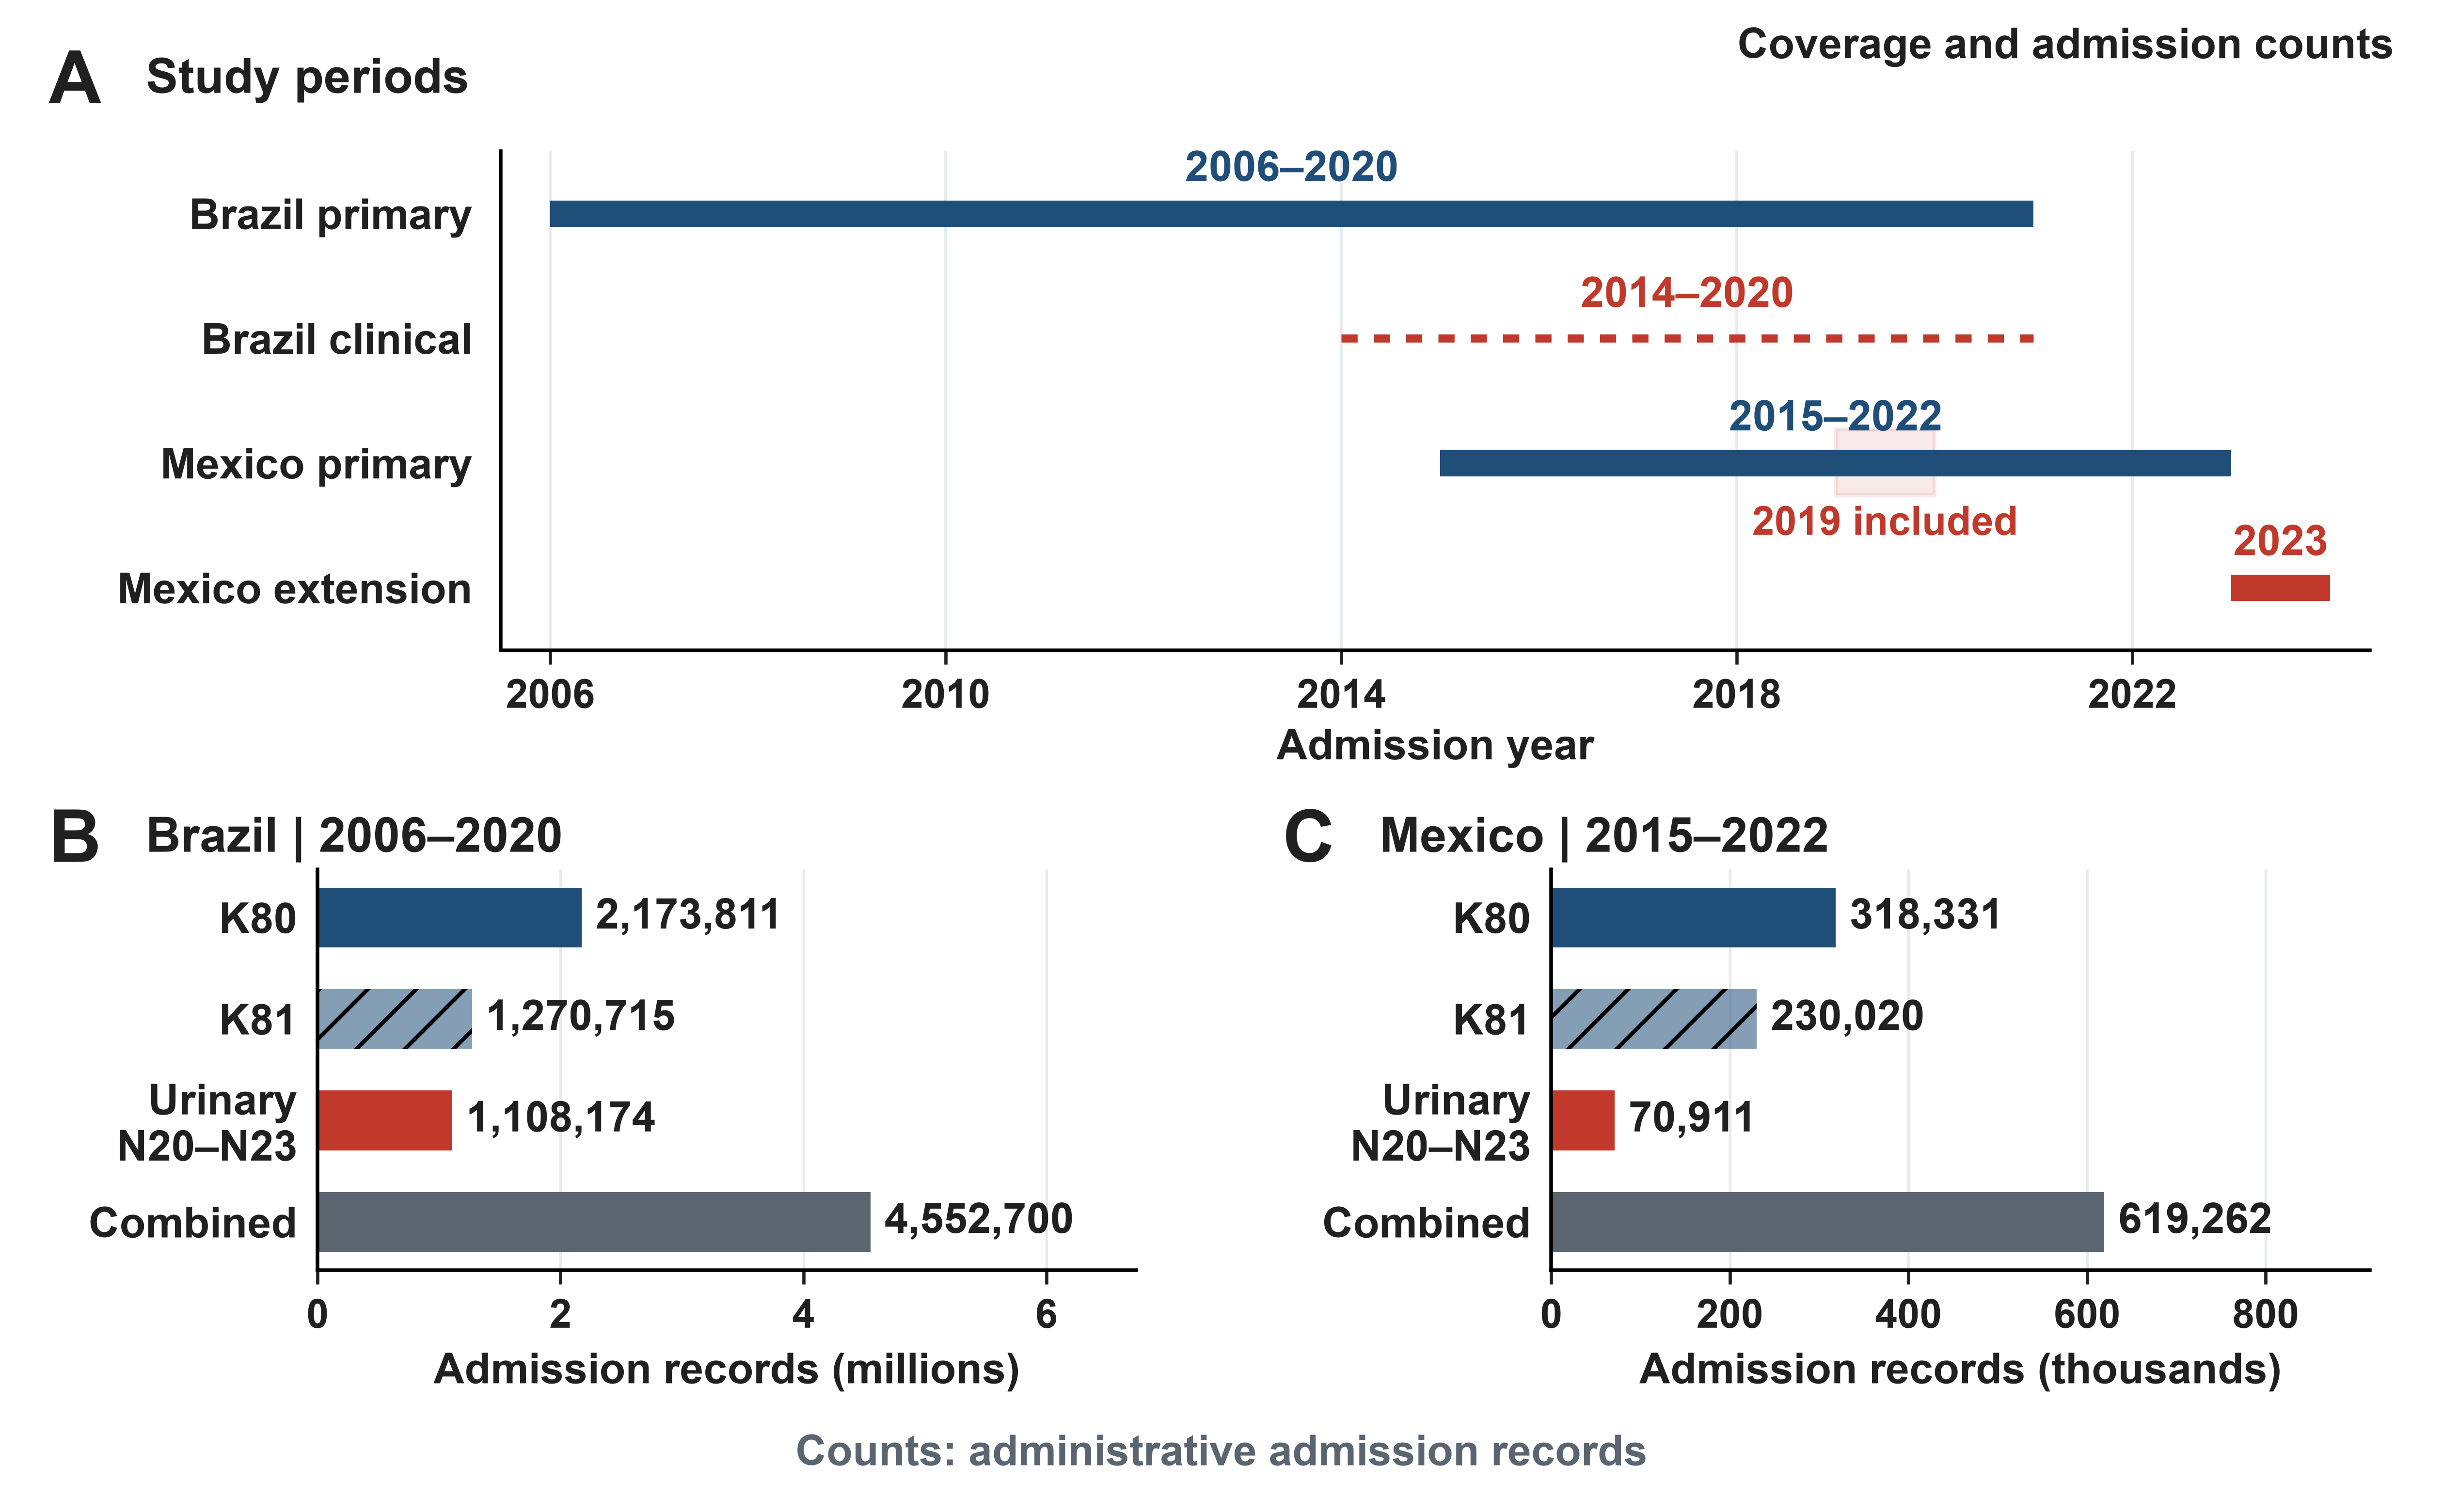 Coverage and admission counts
A Study periods
2006–2020
Brazil primary
2014–2020
Brazil clinical
2015–2022
Mexico primary
2019 included
2023
Mexico extension
2006 2010 2014 2018 2022
Admission year
B Brazil | 2006–2020
K80 2,173,811
K81 1,270,715
Urinary
N20–N23
1,108,174
Combined 4,552,700
0 2 4 6
Admission records (millions)
C Mexico | 2015–2022
K80 318,331
K81 230,020
Urinary
N20–N23
70,911
Combined 619,262
0 200 400 600 800
Admission records (thousands)
Counts: administrative admission records